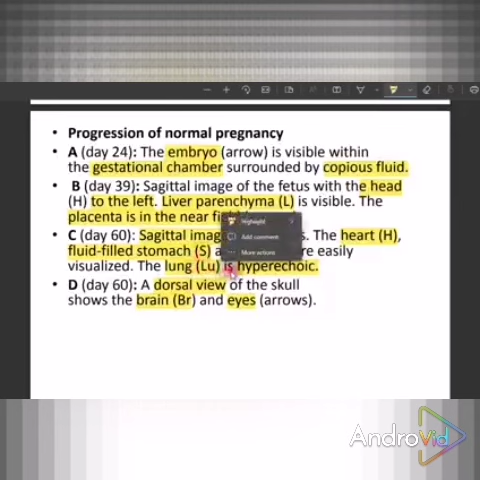 • Progression of normal pregnancy
• A (day 24): The embryo (arrow) is visible within
the gestational chamber surrounded by copious fluid.
• B (day 39): Sagittal image of the fetus with the head
(H) to the left. Liver parenchyma (L) is visible. The
placenta is in the near
• C (day 60): Sagittal The heart (H),
fluid-filled stomach (S) easily
visualized. The lung (Lu) is hyperechoic.
• D (day 60): A dorsal view of the skull
shows the brain (Br) and eyes (arrows).
Highlight
Add comment
More actions
AndroVid